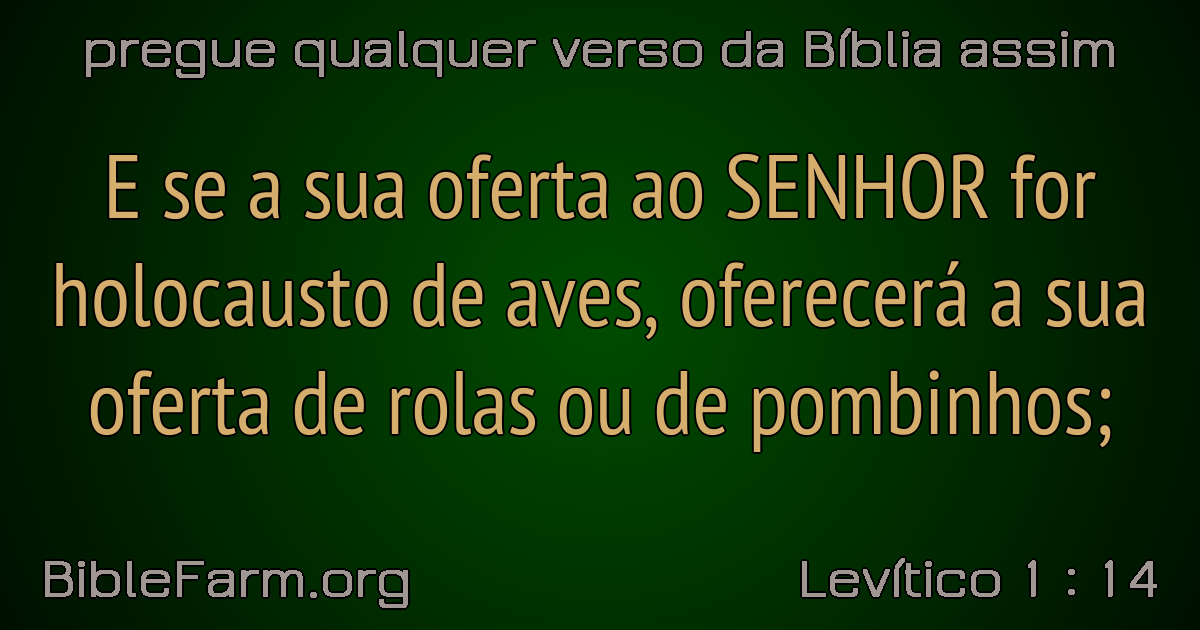 pregue qualquer verso da Bíblia assim
E se a sua oferta ao SENHOR for
holocausto de aves, oferecerá a sua
oferta de rolas ou de pombinhos;
BibleFarm.org
Levítico 1 : 14